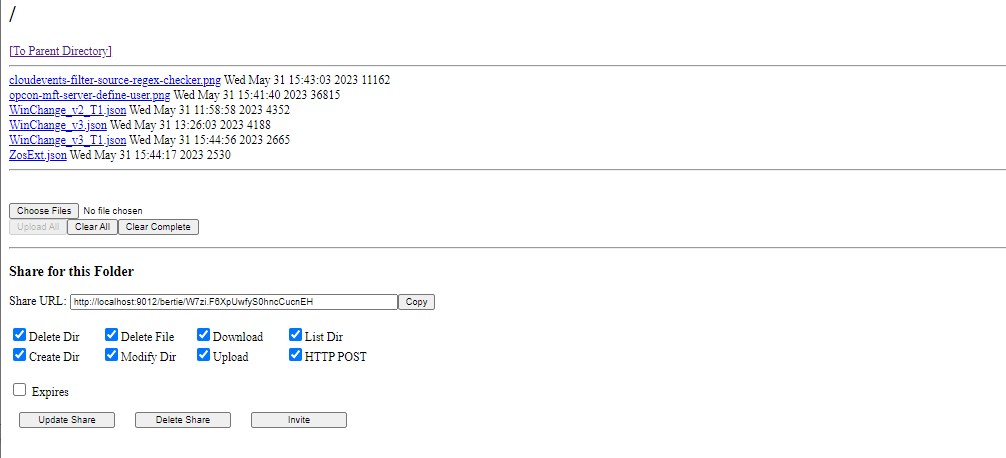 /
[To Parent Directory]
cloudevents-filter-source-regex-checker.png Wed May 31 15:43:03 2023 11162
opcon-mft-server-define-user.png Wed May 31 15:41:40 2023 36815
WinChange_v2_T1.json Wed May 31 11:58:58 2023 4352
WinChange_v3.json Wed May 31 13:26:03 2023 4188
WinChange_v3_T1.json Wed May 31 15:44:56 2023 2665
ZosExt.json Wed May 31 15:44:17 2023 2530
Choose Files No file chosen
Upload All Clear All Clear Complete
Share for this Folder
Share URL: http://localhost:9012/bertie/W7zi.F6XpUwfyS0hncCucnEH Copy
Delete Dir Delete File Download List Dir
Create Dir Modify Dir Upload HTTP POST
Expires
Update Share Delete Share Invite